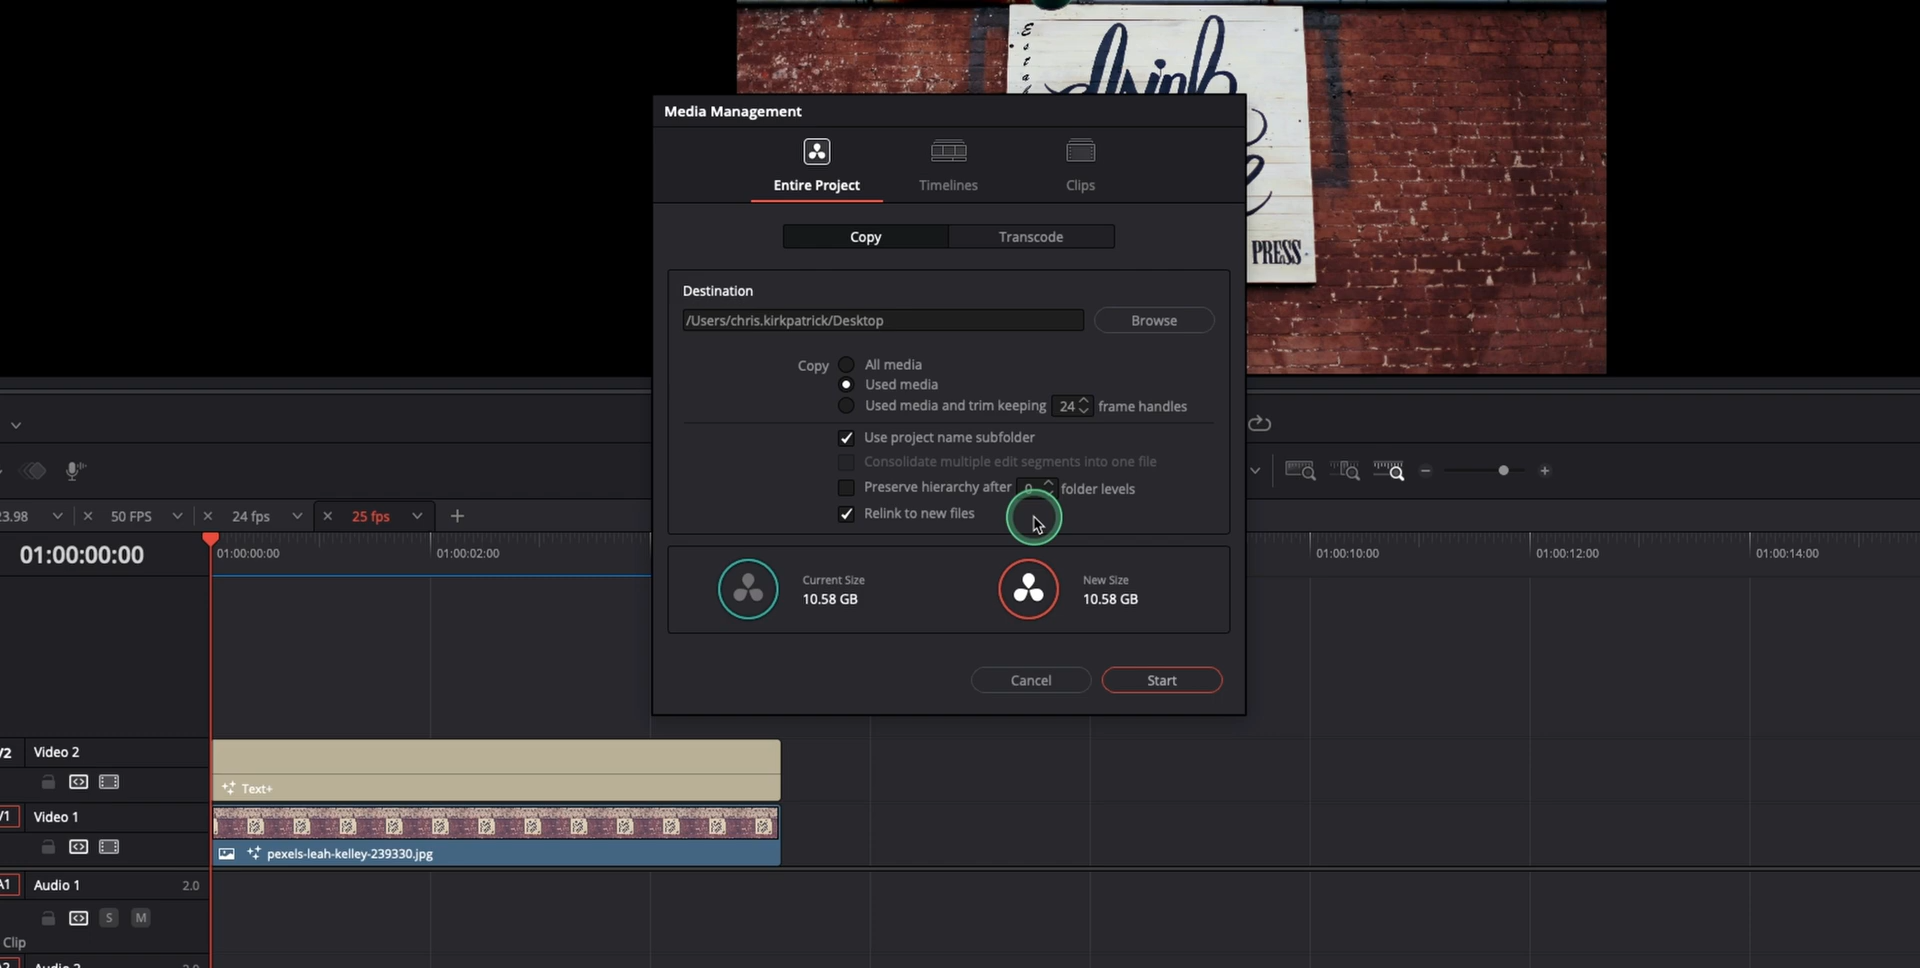 Esta
drink
PRESS
Media Management
Entire Project
Timelines
Clips
Copy
Transcode
Destination
/Users/chris.kirkpatrick/Desktop
Browse
Copy
All media
Used media
Used media and trim keeping 24 frame handles
Use project name subfolder
Consolidate multiple edit segments into one file
Preserve hierarchy after 0 folder levels
Relink to new files
Current Size
10.58 GB
New Size
10.58 GB
Cancel
Start
3.98
50 FPS
24 fps
25 fps
01:00:00:00
01:00:00:00
01:00:02:00
01:00:10:00
01:00:12:00
01:00:14:00
V2 Video 2
Text+
V1 Video 1
pexels-leah-kelley-239330.jpg
A1 Audio 1 2.0
S M
Clip